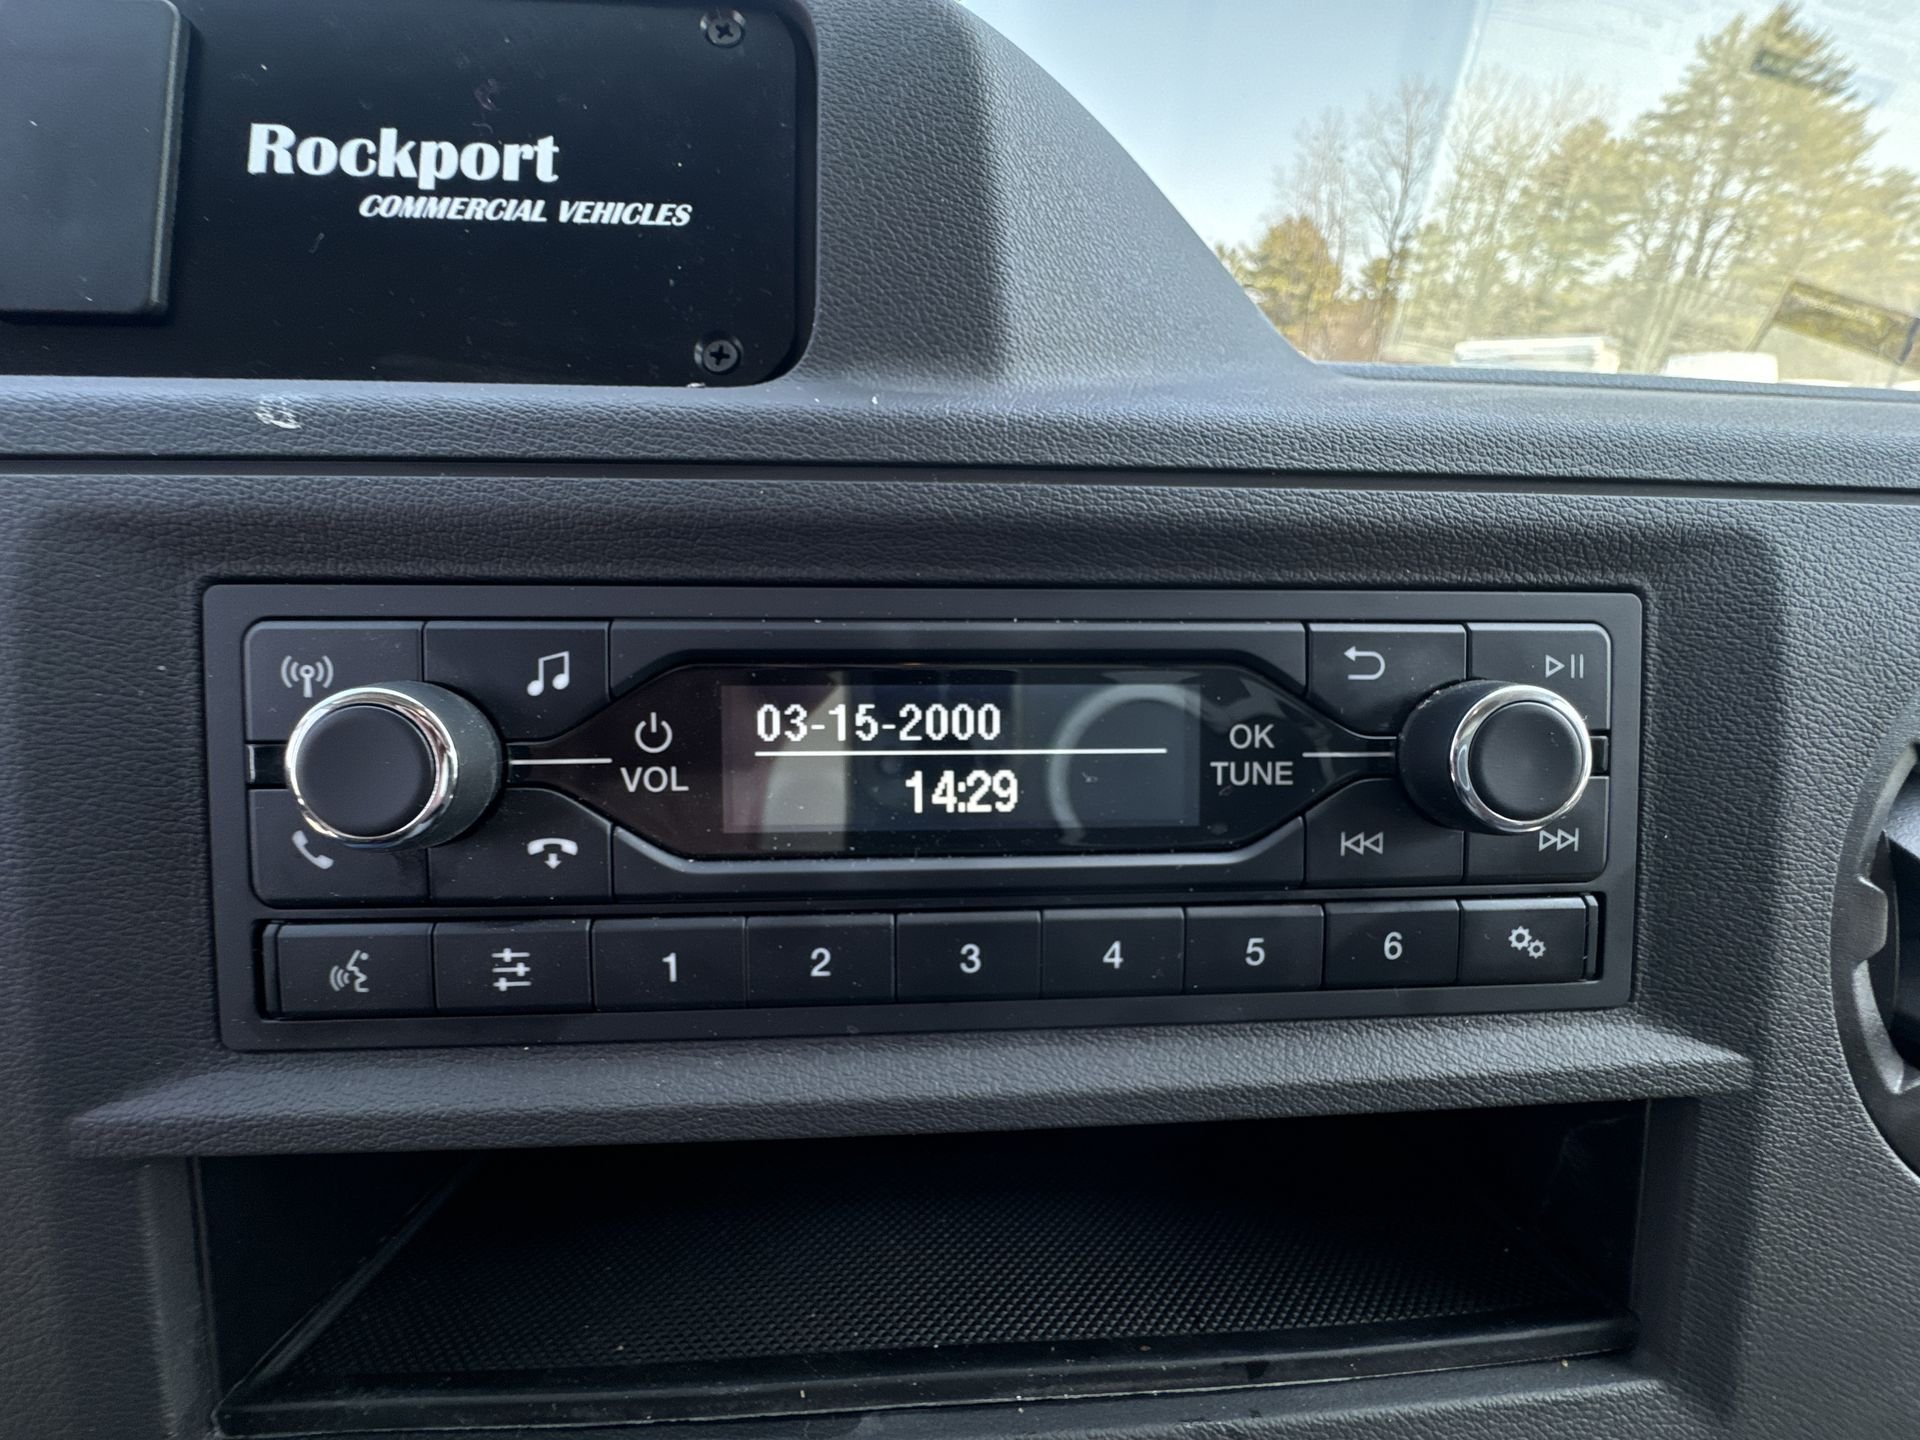 Rockport
COMMERCIAL VEHICLES
03-15-2000
14:29
VOL
OK
TUNE
1 2 3 4 5 6